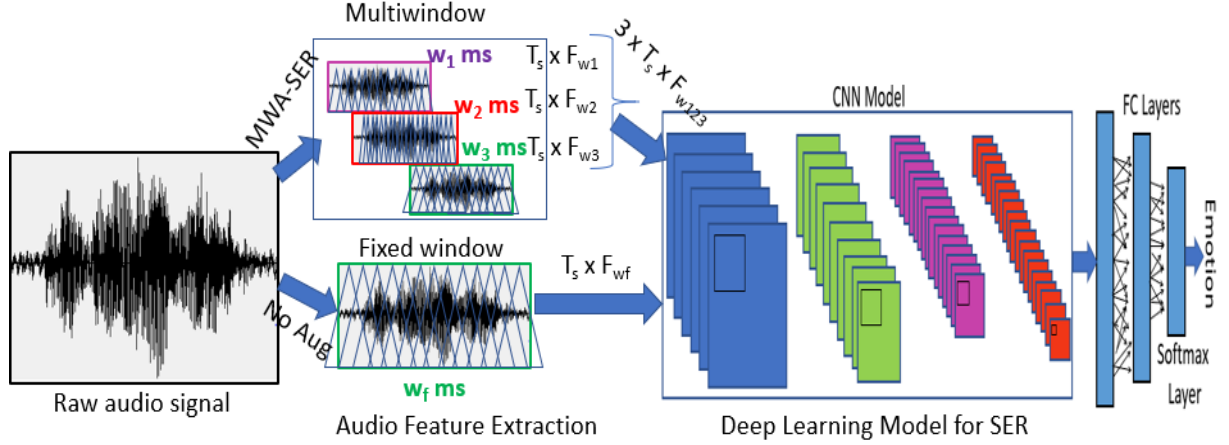 Multiwindow
MWA-SER
w1 ms
Ts x Fw1
w2 ms
Ts x Fw2
w3 ms
Ts x Fw3
3 x Ts x Fw123
Raw audio signal
No Aug
Fixed window
wf ms
Ts x Fwf
Audio Feature Extraction
CNN Model
FC Layers
Softmax
Layer
Emotion
Deep Learning Model for SER